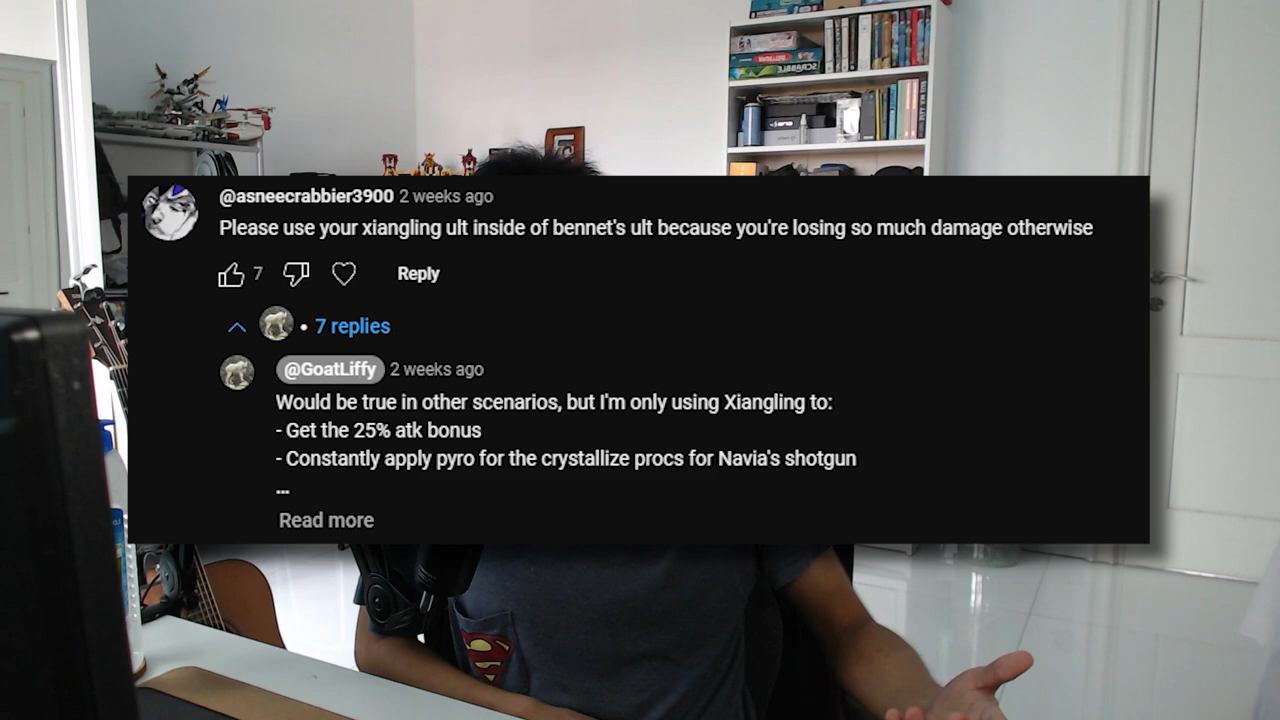 @asneecrabbier3900 2 weeks ago
Please use your xiangling ult inside of bennet's ult because you're losing so much damage otherwise
7
Reply
• 7 replies
@GoatLiffy 2 weeks ago
Would be true in other scenarios, but I'm only using Xiangling to:
- Get the 25% atk bonus
- Constantly apply pyro for the crystallize procs for Navia's shotgun
...
Read more